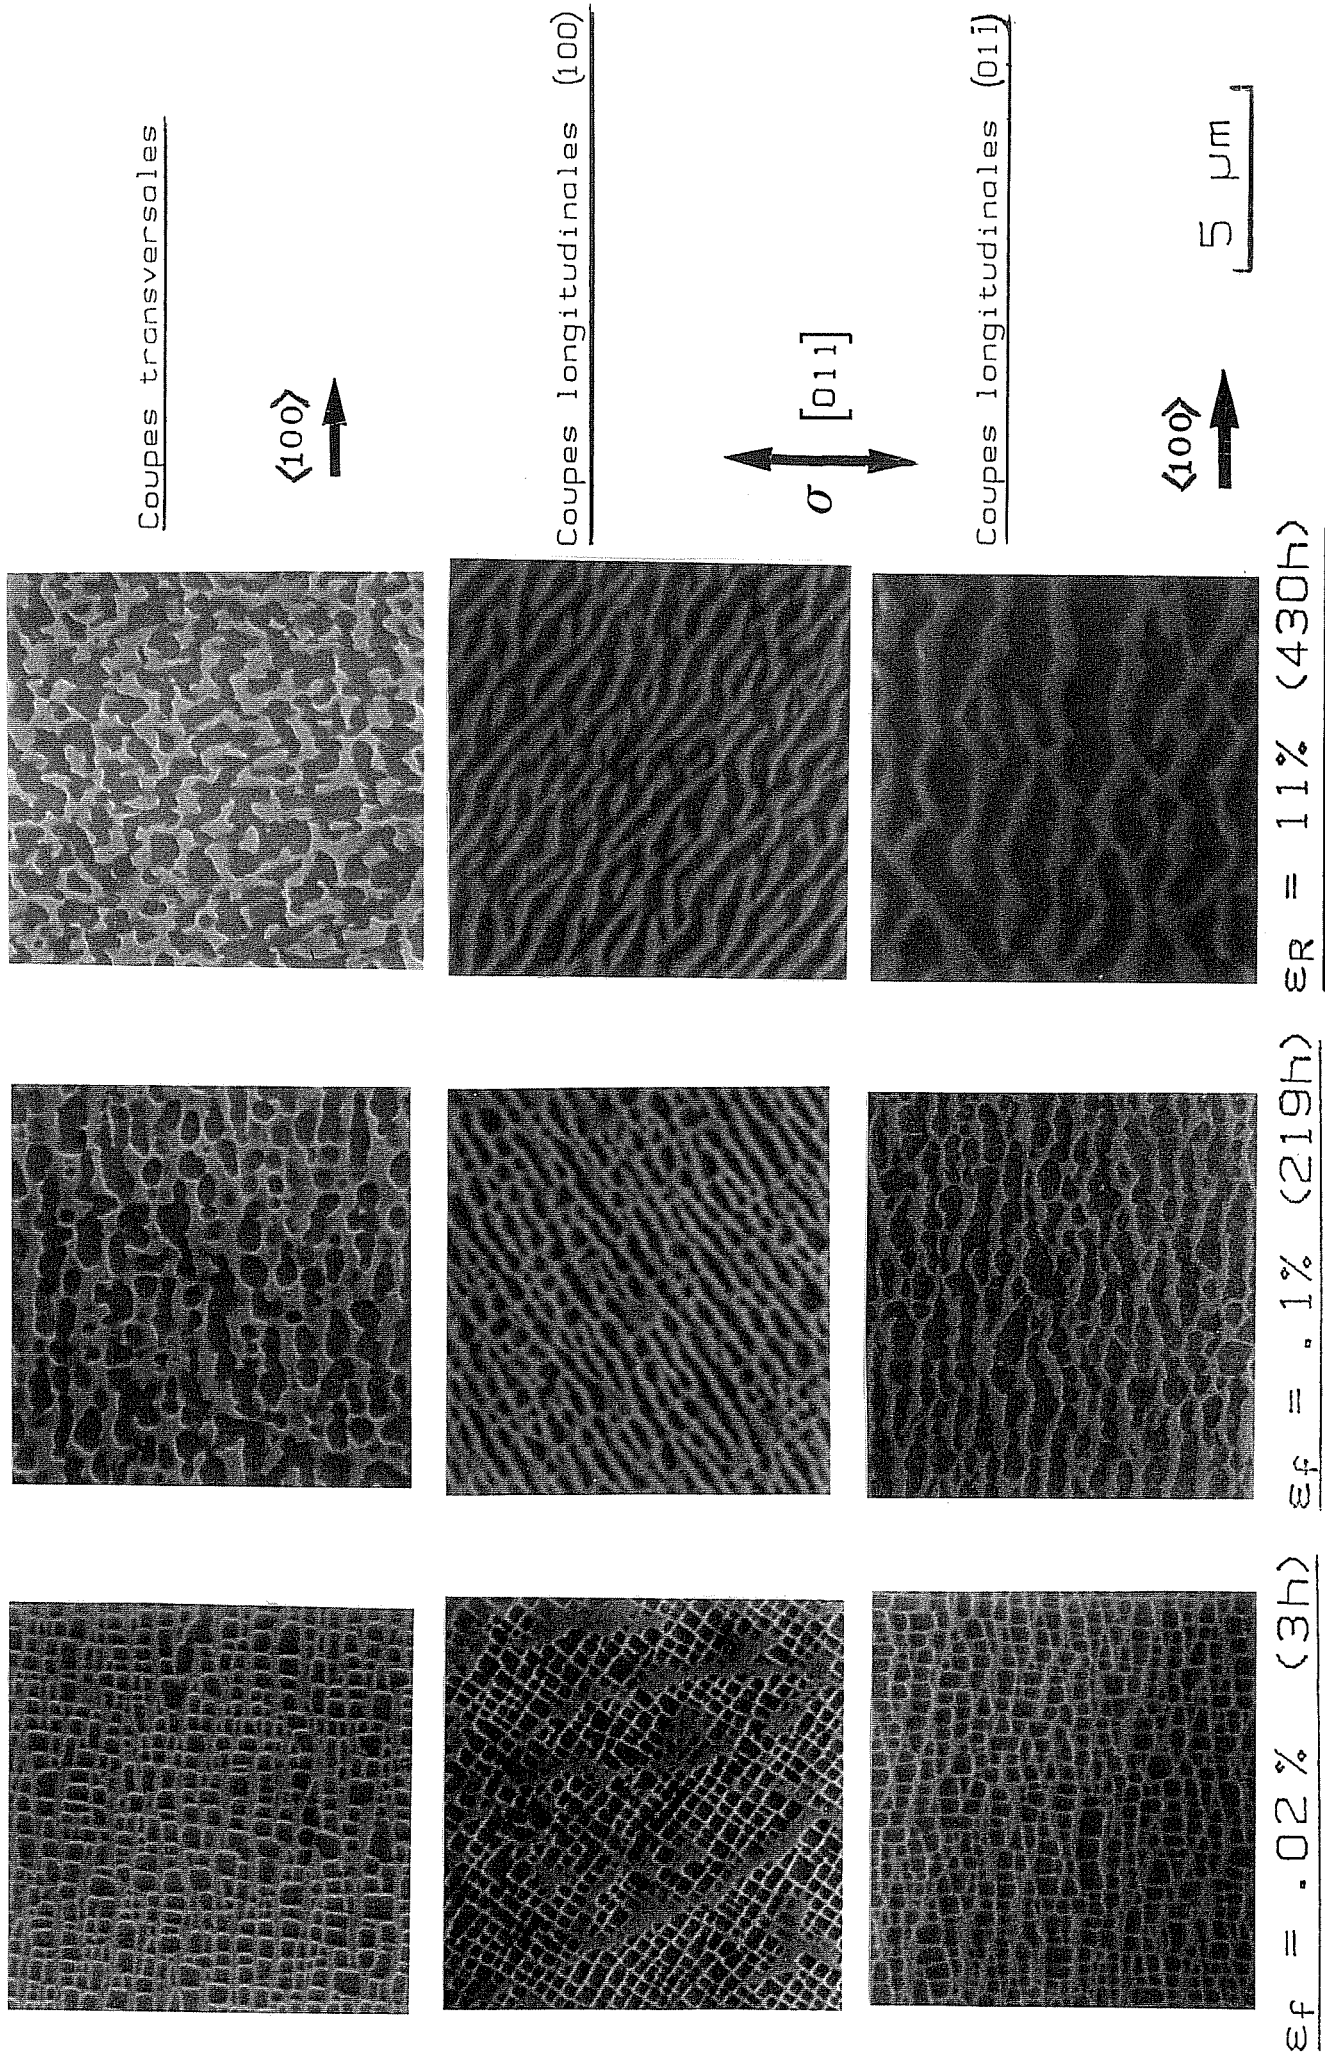 Coupes transversales
<100>
Coupes longitudinales (100)
σ [011]
Coupes longitudinales (01ī)
<100>
5 µm
εf = .02% (3h)
εf = .1% (219h)
εR = 11% (430h)